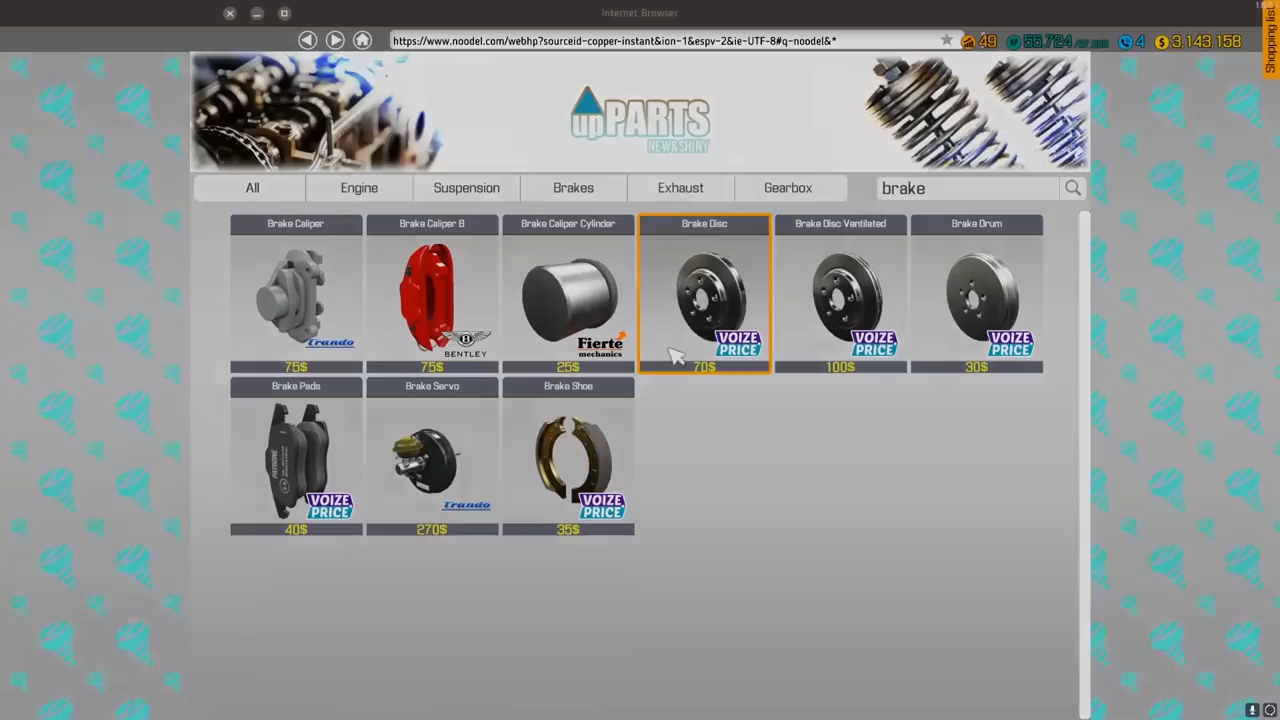 Internet Browser
https://www.noodel.com/webhp?sourceid-copper-instant&ion-1&espv-2&ie-UTF-8#q-noodel&*
49
4
$ 3,143,158
Shopping list
upPARTS
NEW&SHINY
All
Engine
Suspension
Brakes
Exhaust
Gearbox
brake
Brake Caliper
Brake Caliper B
Brake Caliper Cylinder
Brake Disc
Brake Disc Ventilated
Brake Drum
Trando
BENTLEY
Fierte mechanics
VOIZE PRICE
VOIZE PRICE
VOIZE PRICE
75$
75$
25$
70$
100$
30$
Brake Pads
Brake Servo
Brake Shoe
VOIZE PRICE
Trando
VOIZE PRICE
40$
270$
35$